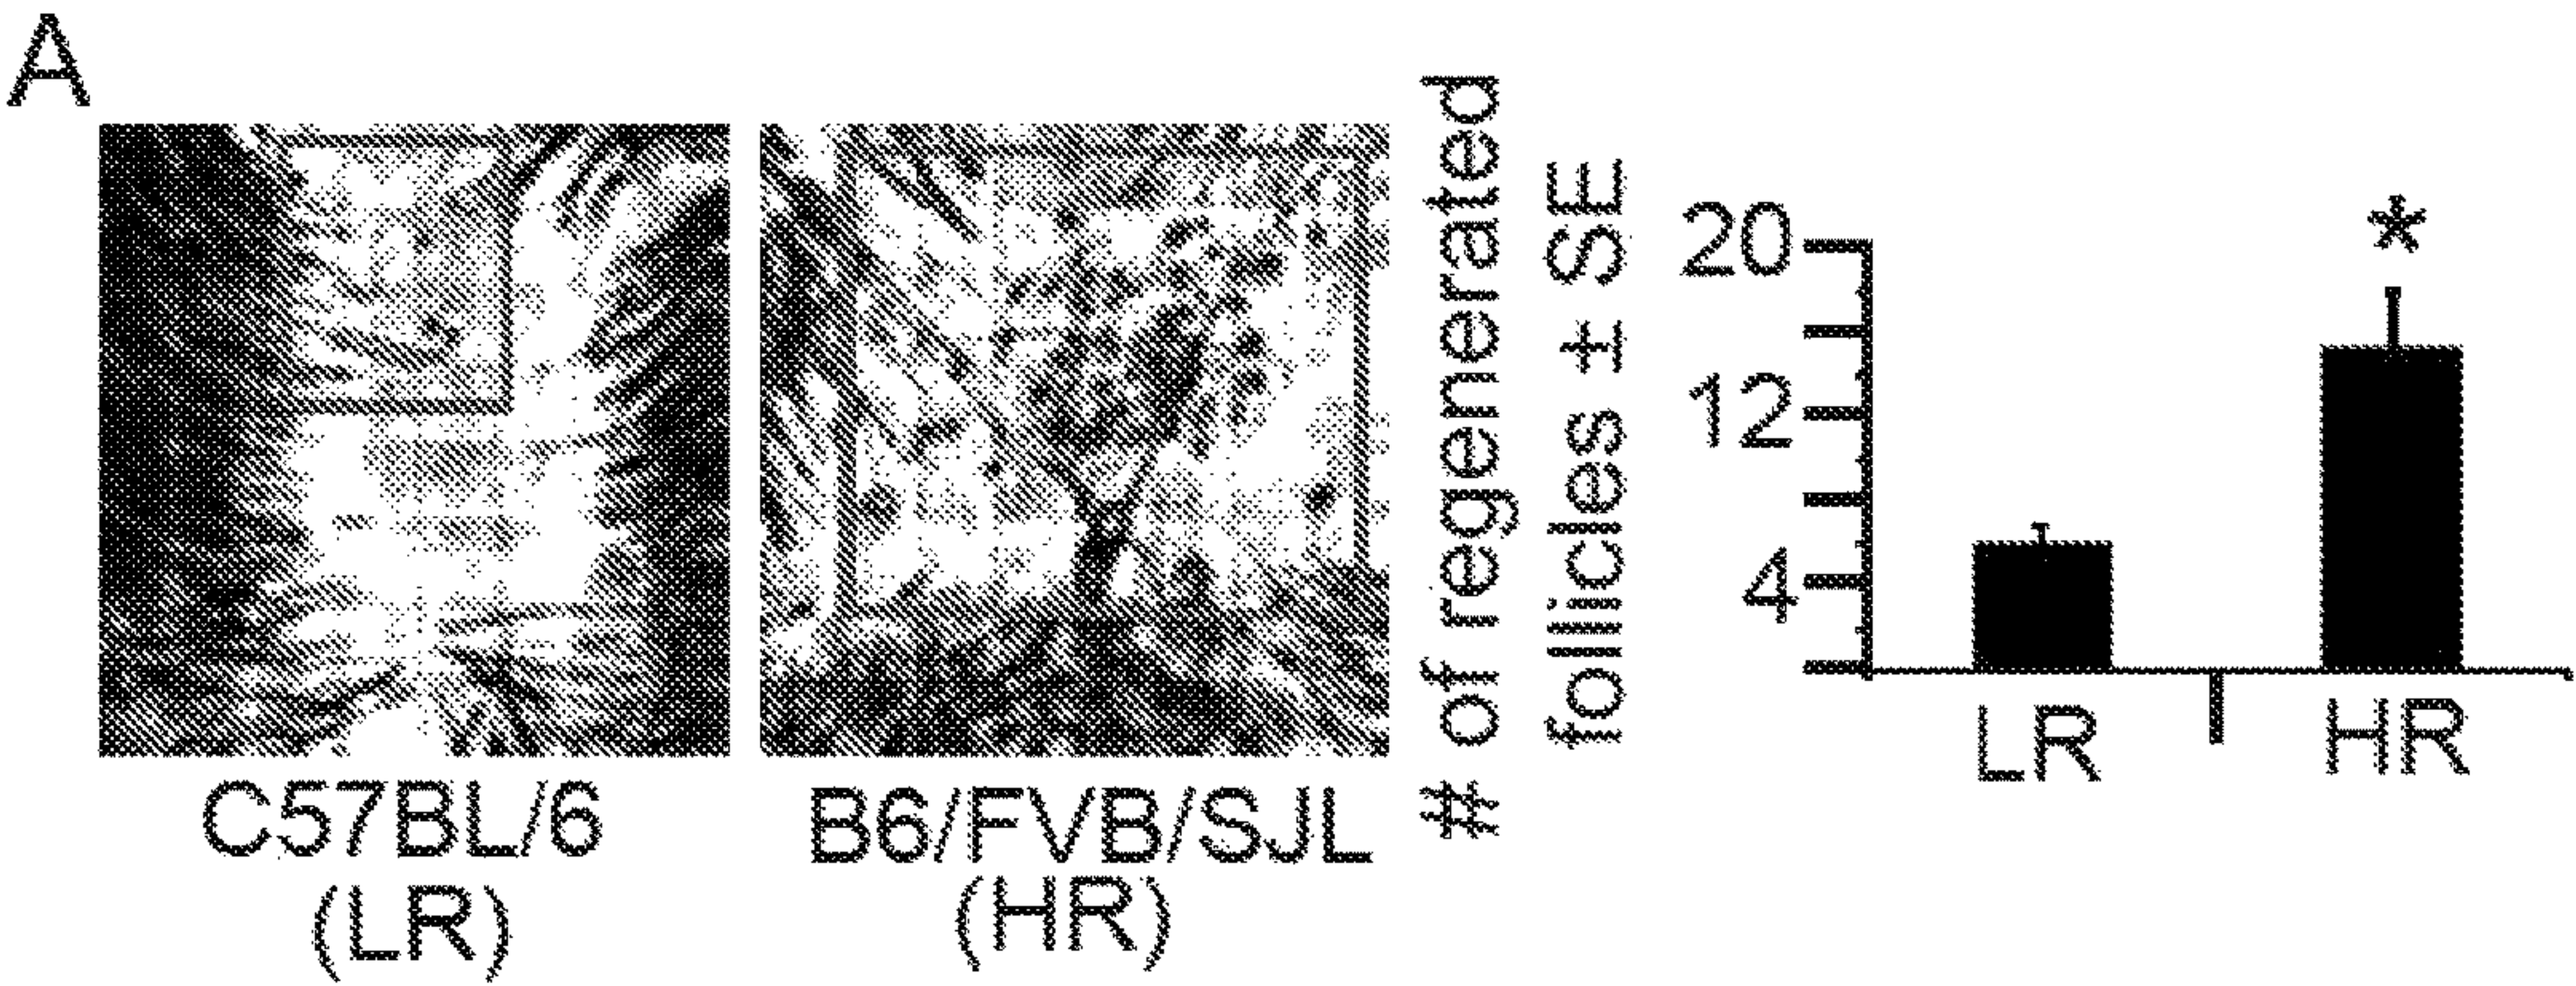 A
C57BL/6
(LR)
B6/FVB/SJL
(HR)
# of regenerated
follicles ± SE
20
12
4
*
LR
HR